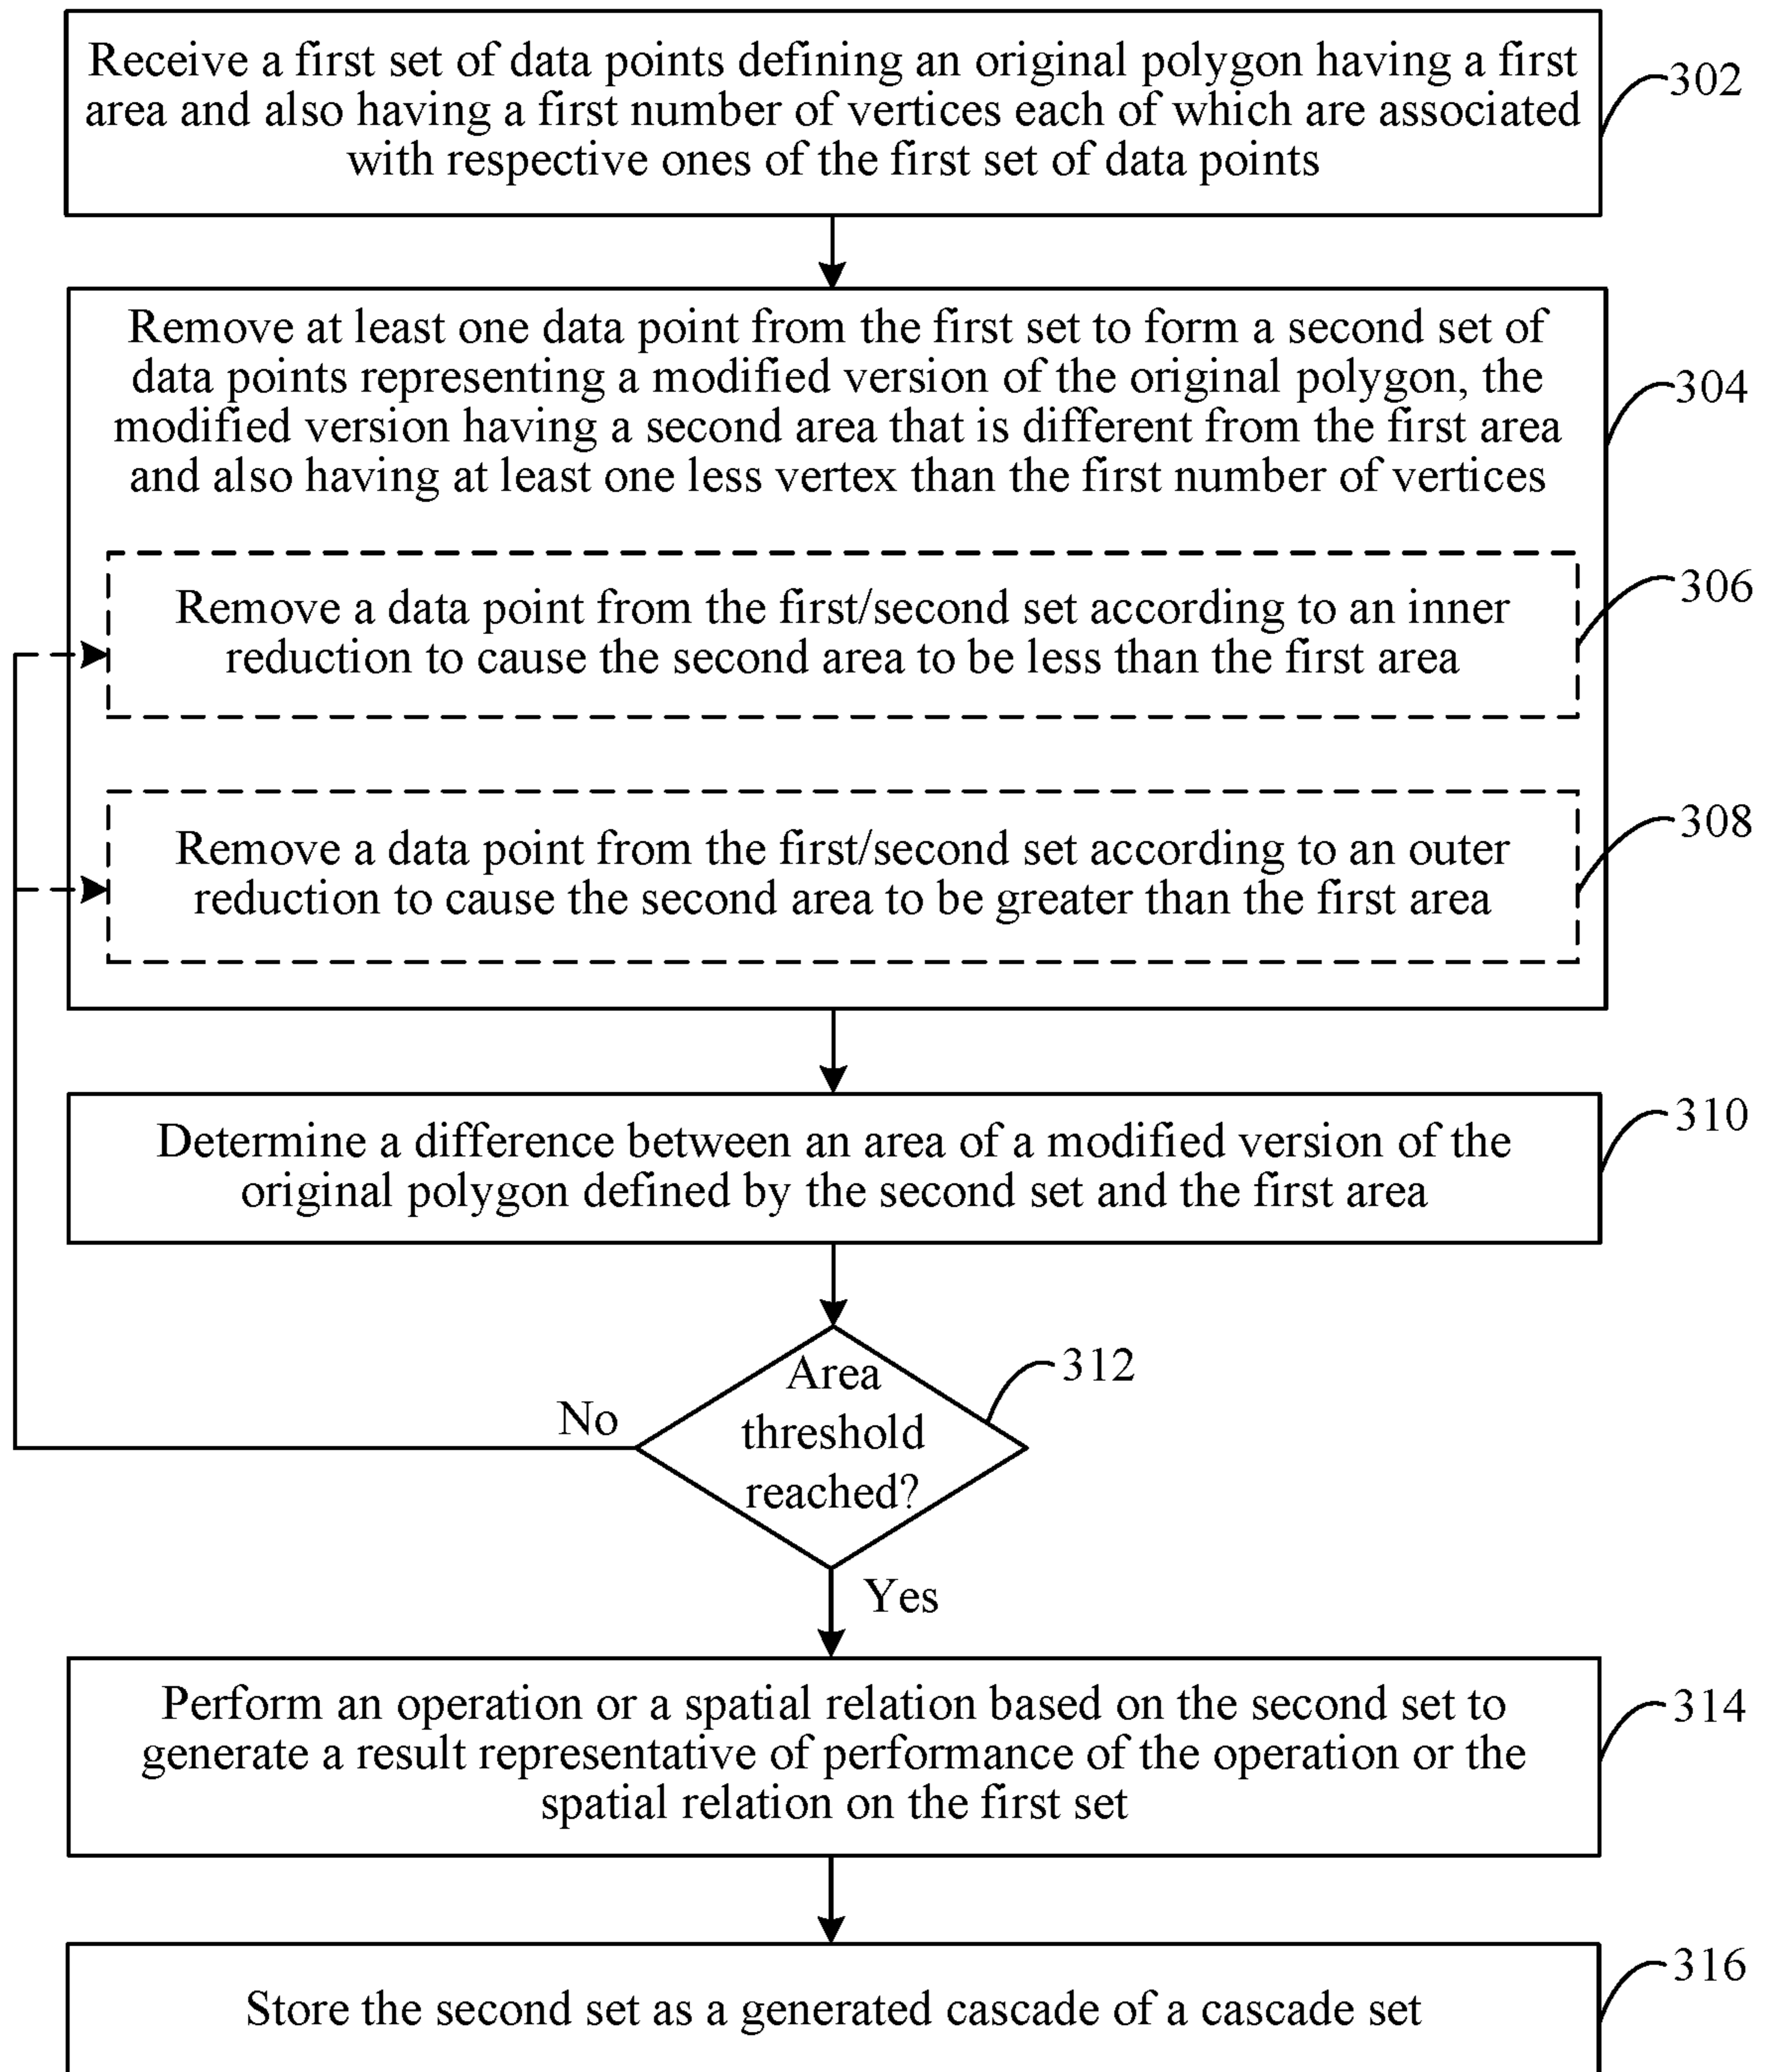 Receive a first set of data points defining an original polygon having a first
area and also having a first number of vertices each of which are associated
with respective ones of the first set of data points
302
Remove at least one data point from the first set to form a second set of
data points representing a modified version of the original polygon, the
modified version having a second area that is different from the first area
and also having at least one less vertex than the first number of vertices
304
Remove a data point from the first/second set according to an inner
reduction to cause the second area to be less than the first area
306
Remove a data point from the first/second set according to an outer
reduction to cause the second area to be greater than the first area
308
Determine a difference between an area of a modified version of the
original polygon defined by the second set and the first area
310
Area
threshold
reached?
312
No
Yes
Perform an operation or a spatial relation based on the second set to
generate a result representative of performance of the operation or the
spatial relation on the first set
314
Store the second set as a generated cascade of a cascade set
316